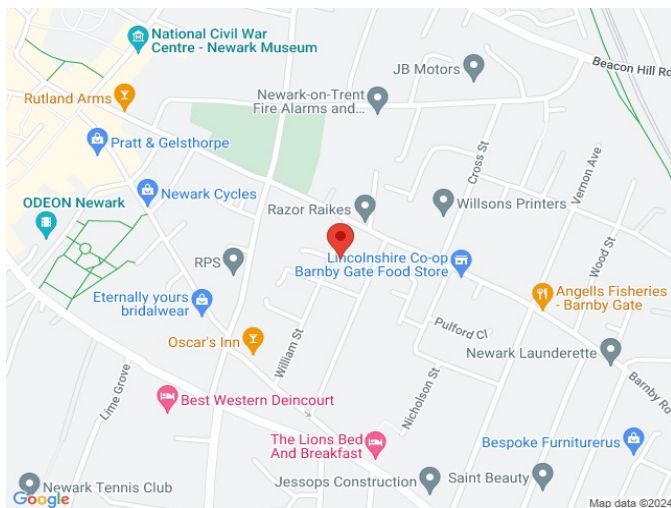 National Civil War
Centre - Newark Museum
JB Motors
Beacon Hill Rd
Rutland Arms
Newark-on-Trent
Fire Alarms and...
Cross St
Pratt & Gelsthorpe
Vernon Ave
Newark Cycles
Willsons Printers
ODEON Newark
Razor Raikes
Wood St
RPS
Lincolnshire Co-op
Barnby Gate Food Store
Angells Fisheries
- Barnby Gate
Eternally yours
bridalwear
Pulford Cl
Oscar's Inn
William St
Newark Launderette
Lime Grove
Best Western Deincourt
Nicholson St
Barnby Rd
The Lions Bed
And Breakfast
Bespoke Furniturerus
Newark Tennis Club
Jessops Construction
Saint Beauty
Google
Map data ©2024